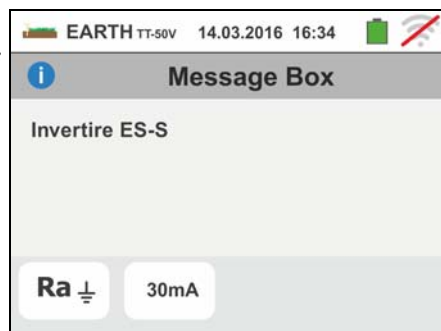 EARTH TT-50V 14.03.2016 16:34
Message Box
Invertire ES-S
Ra 30mA